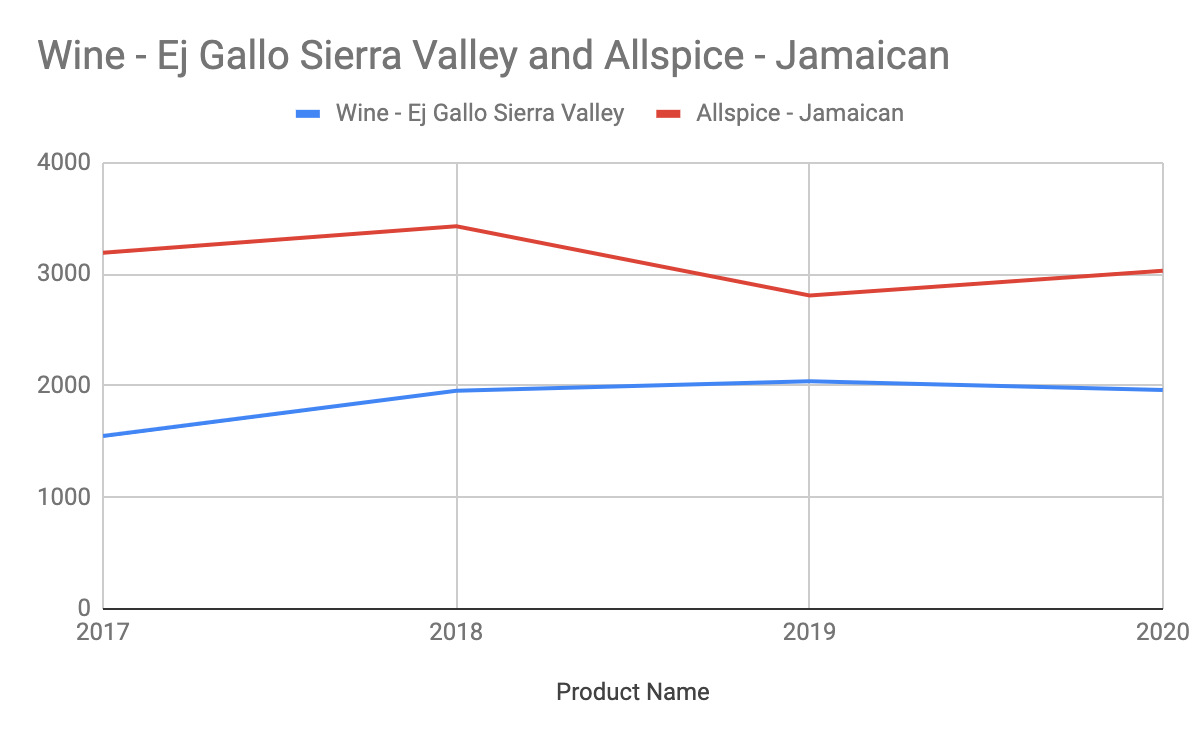 Wine - Ej Gallo Sierra Valley and Allspice - Jamaican
Wine - Ej Gallo Sierra Valley Allspice - Jamaican
4000
3000
2000
1000
0
2017 2018 2019 2020
Product Name